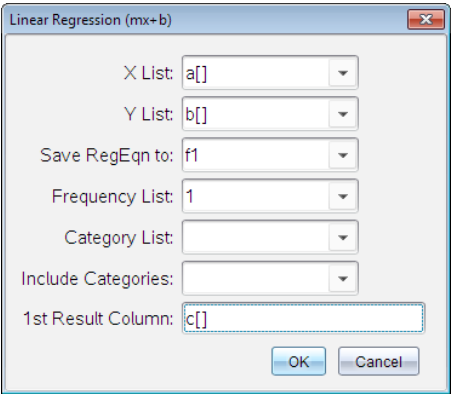 Linear Regression (mx+b)
X List: a[]
Y List: b[]
Save RegEqn to: f1
Frequency List: 1
Category List:
Include Categories:
1st Result Column: c[]
OK Cancel